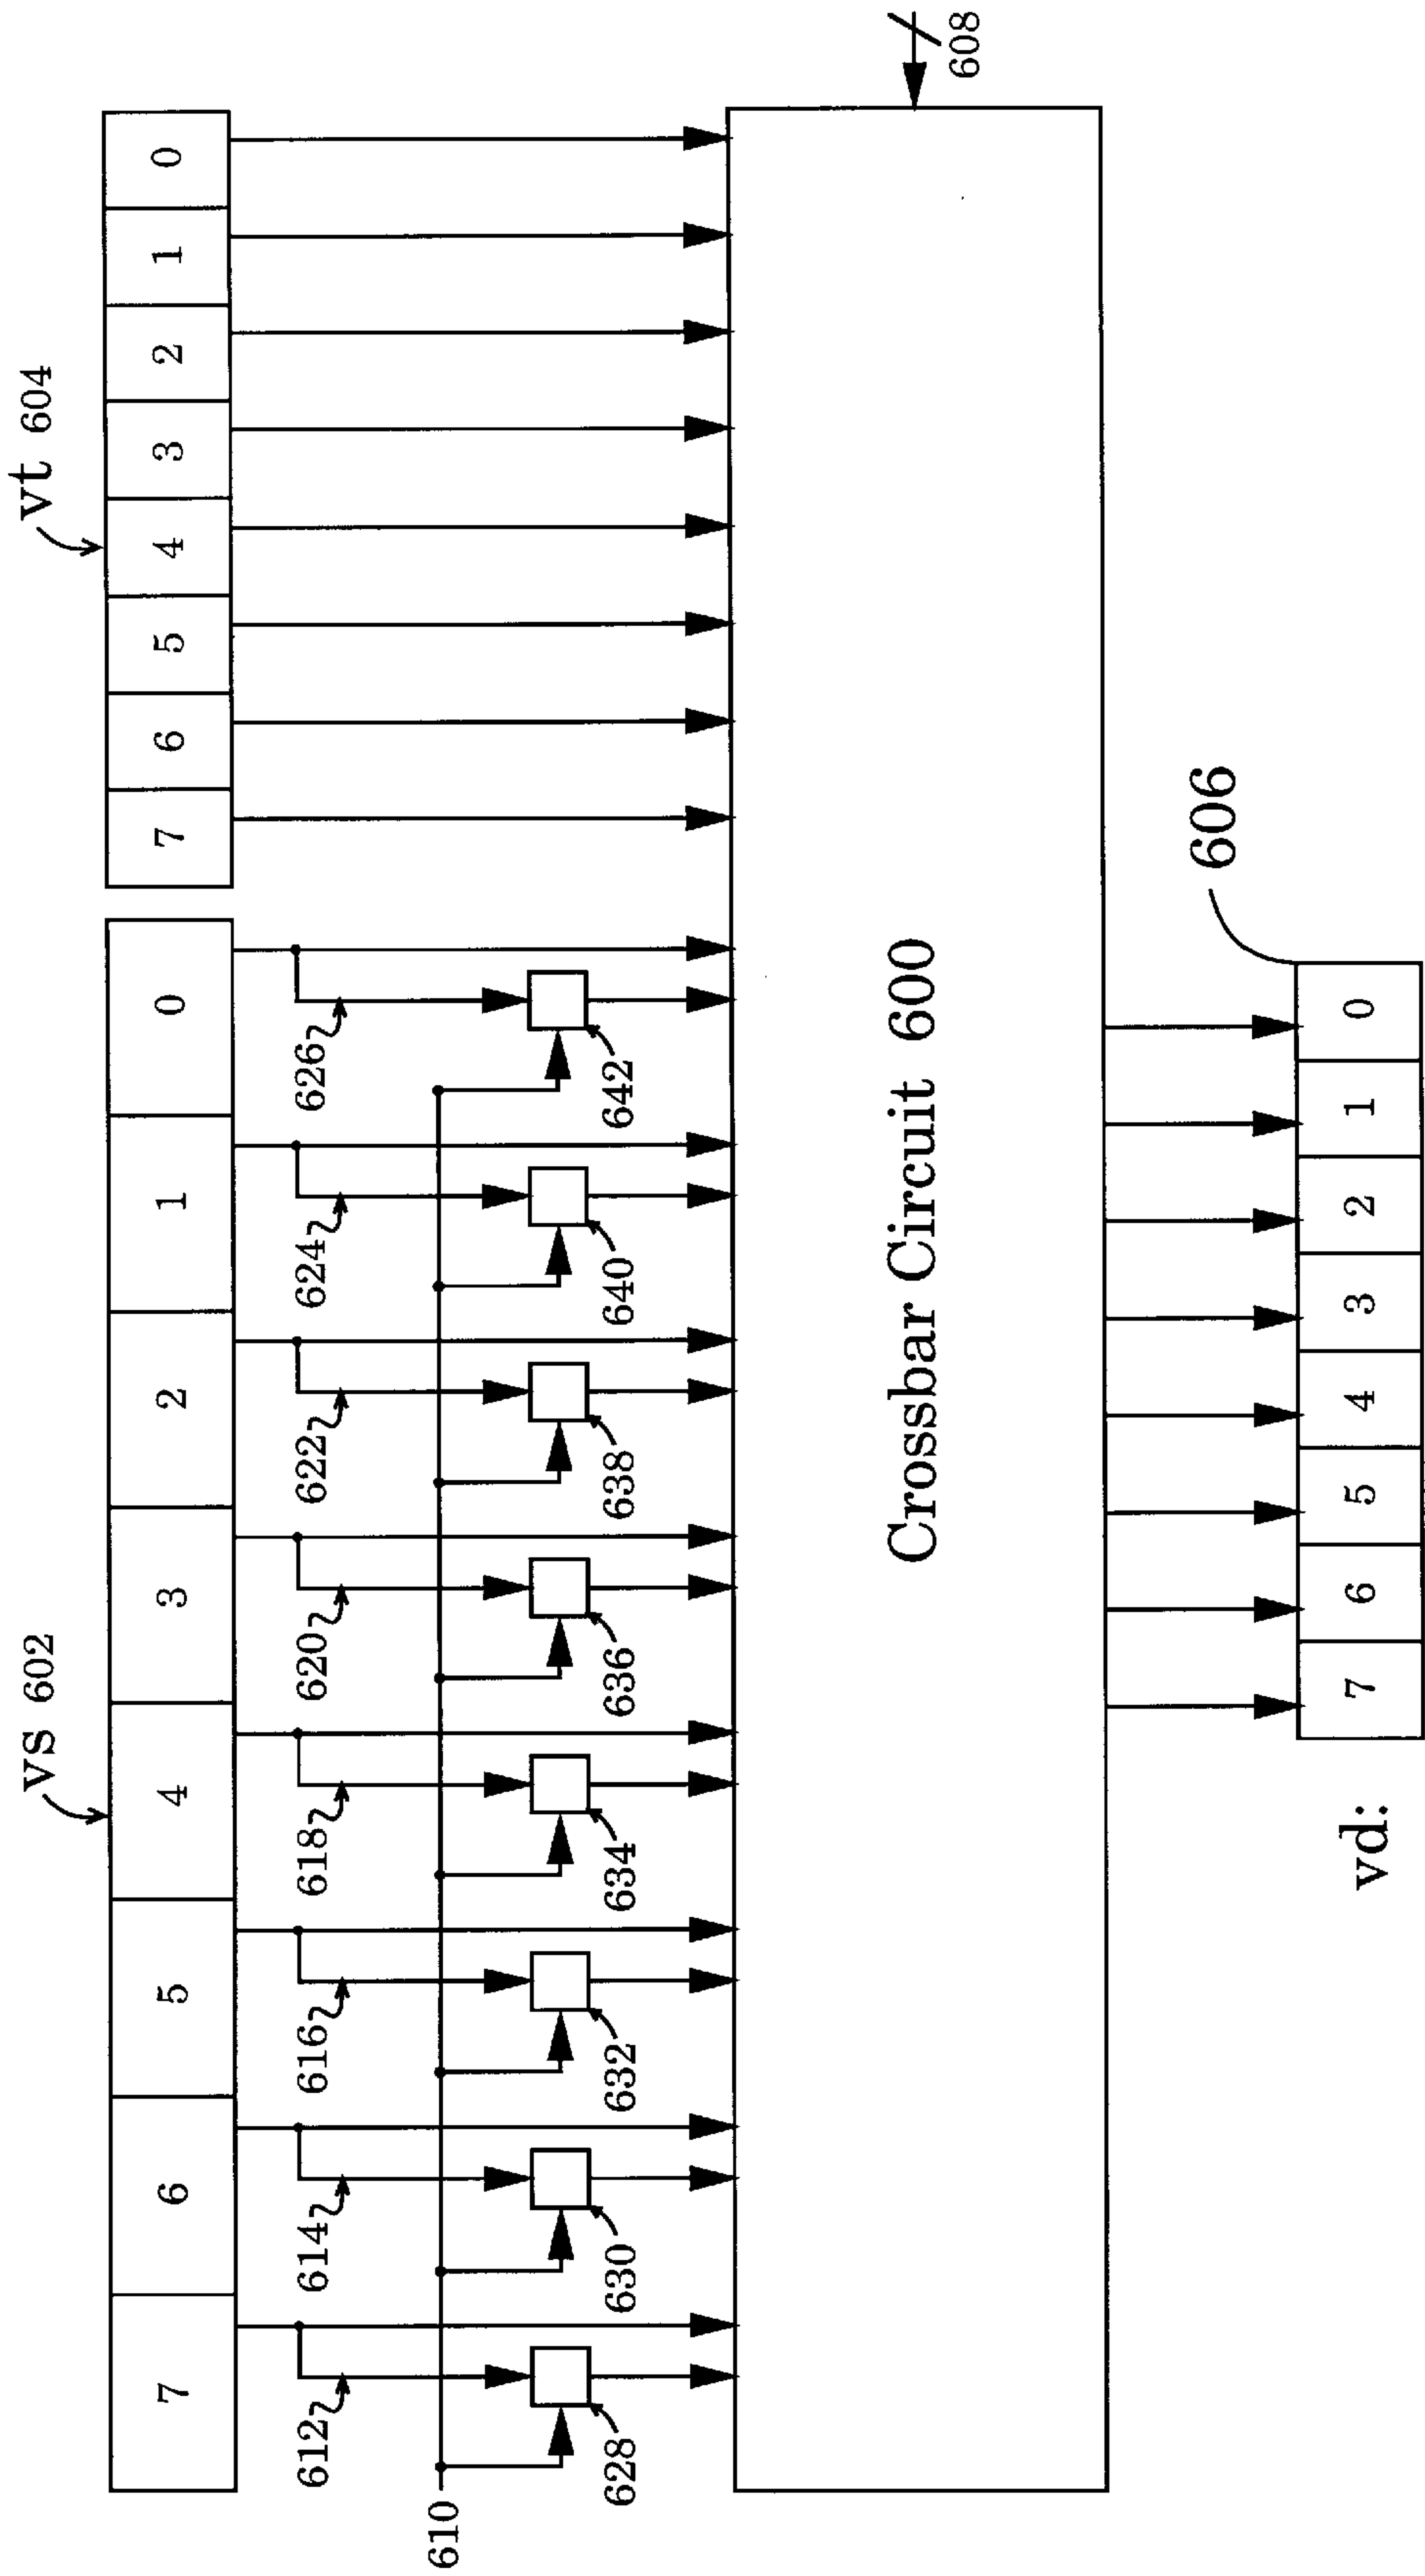 vs 602
vt 604
7 6 5 4 3 2 1 0
7 6 5 4 3 2 1 0
612 614 616 618 620 622 624 626
610
628 630 632 634 636 638 640 642
Crossbar Circuit 600
608
606
vd: 7 6 5 4 3 2 1 0